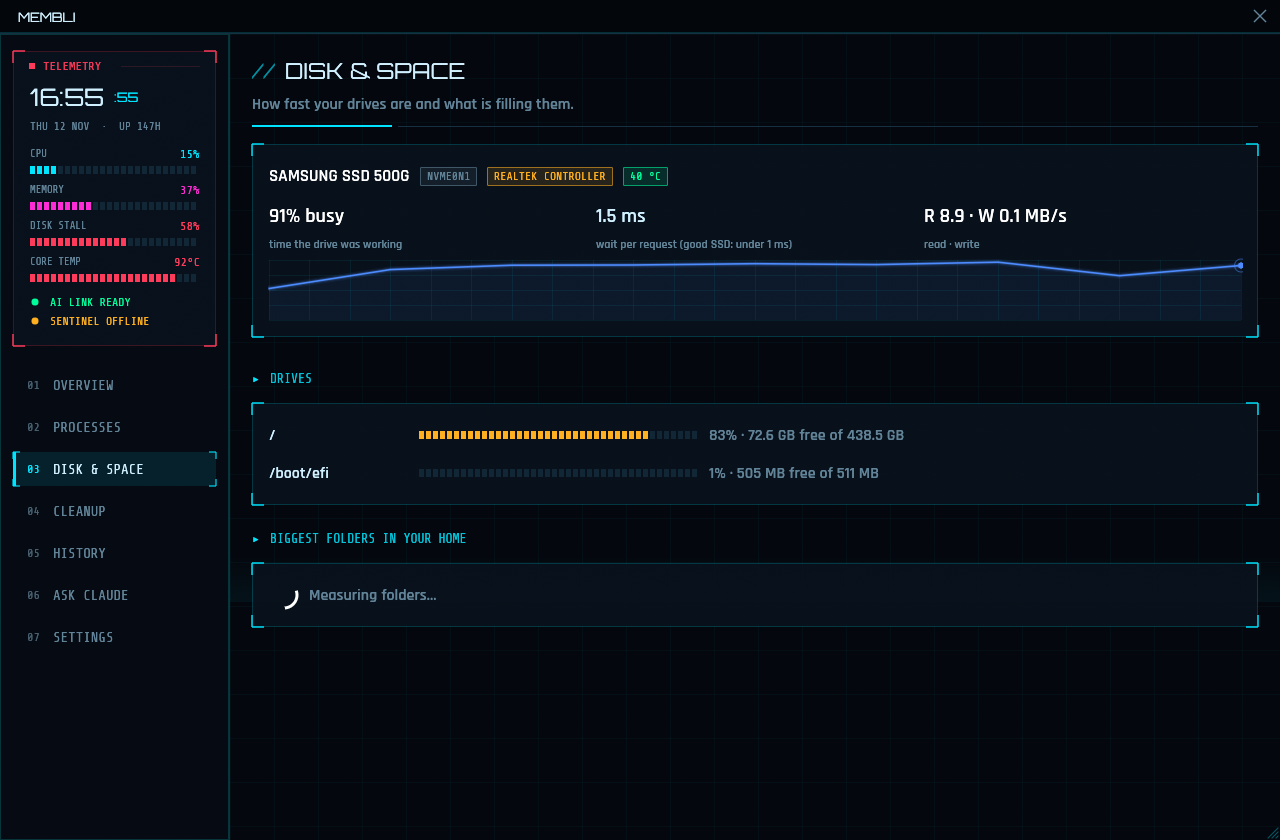 MEMBLI
TELEMETRY
16:55 :55
THU 12 NOV · UP 147H
CPU 15%
MEMORY 37%
DISK STALL 58%
CORE TEMP 92°C
AI LINK READY
SENTINEL OFFLINE
01 OVERVIEW
02 PROCESSES
03 DISK & SPACE
04 CLEANUP
05 HISTORY
06 ASK CLAUDE
07 SETTINGS
// DISK & SPACE
How fast your drives are and what is filling them.
SAMSUNG SSD 500G NVME0N1 REALTEK CONTROLLER 40 °C
91% busy 1.5 ms R 8.9 · W 0.1 MB/s
time the drive was working wait per request (good SSD: under 1 ms) read · write
▸ DRIVES
/ 83% · 72.6 GB free of 438.5 GB
/boot/efi 1% · 505 MB free of 511 MB
▸ BIGGEST FOLDERS IN YOUR HOME
Measuring folders...